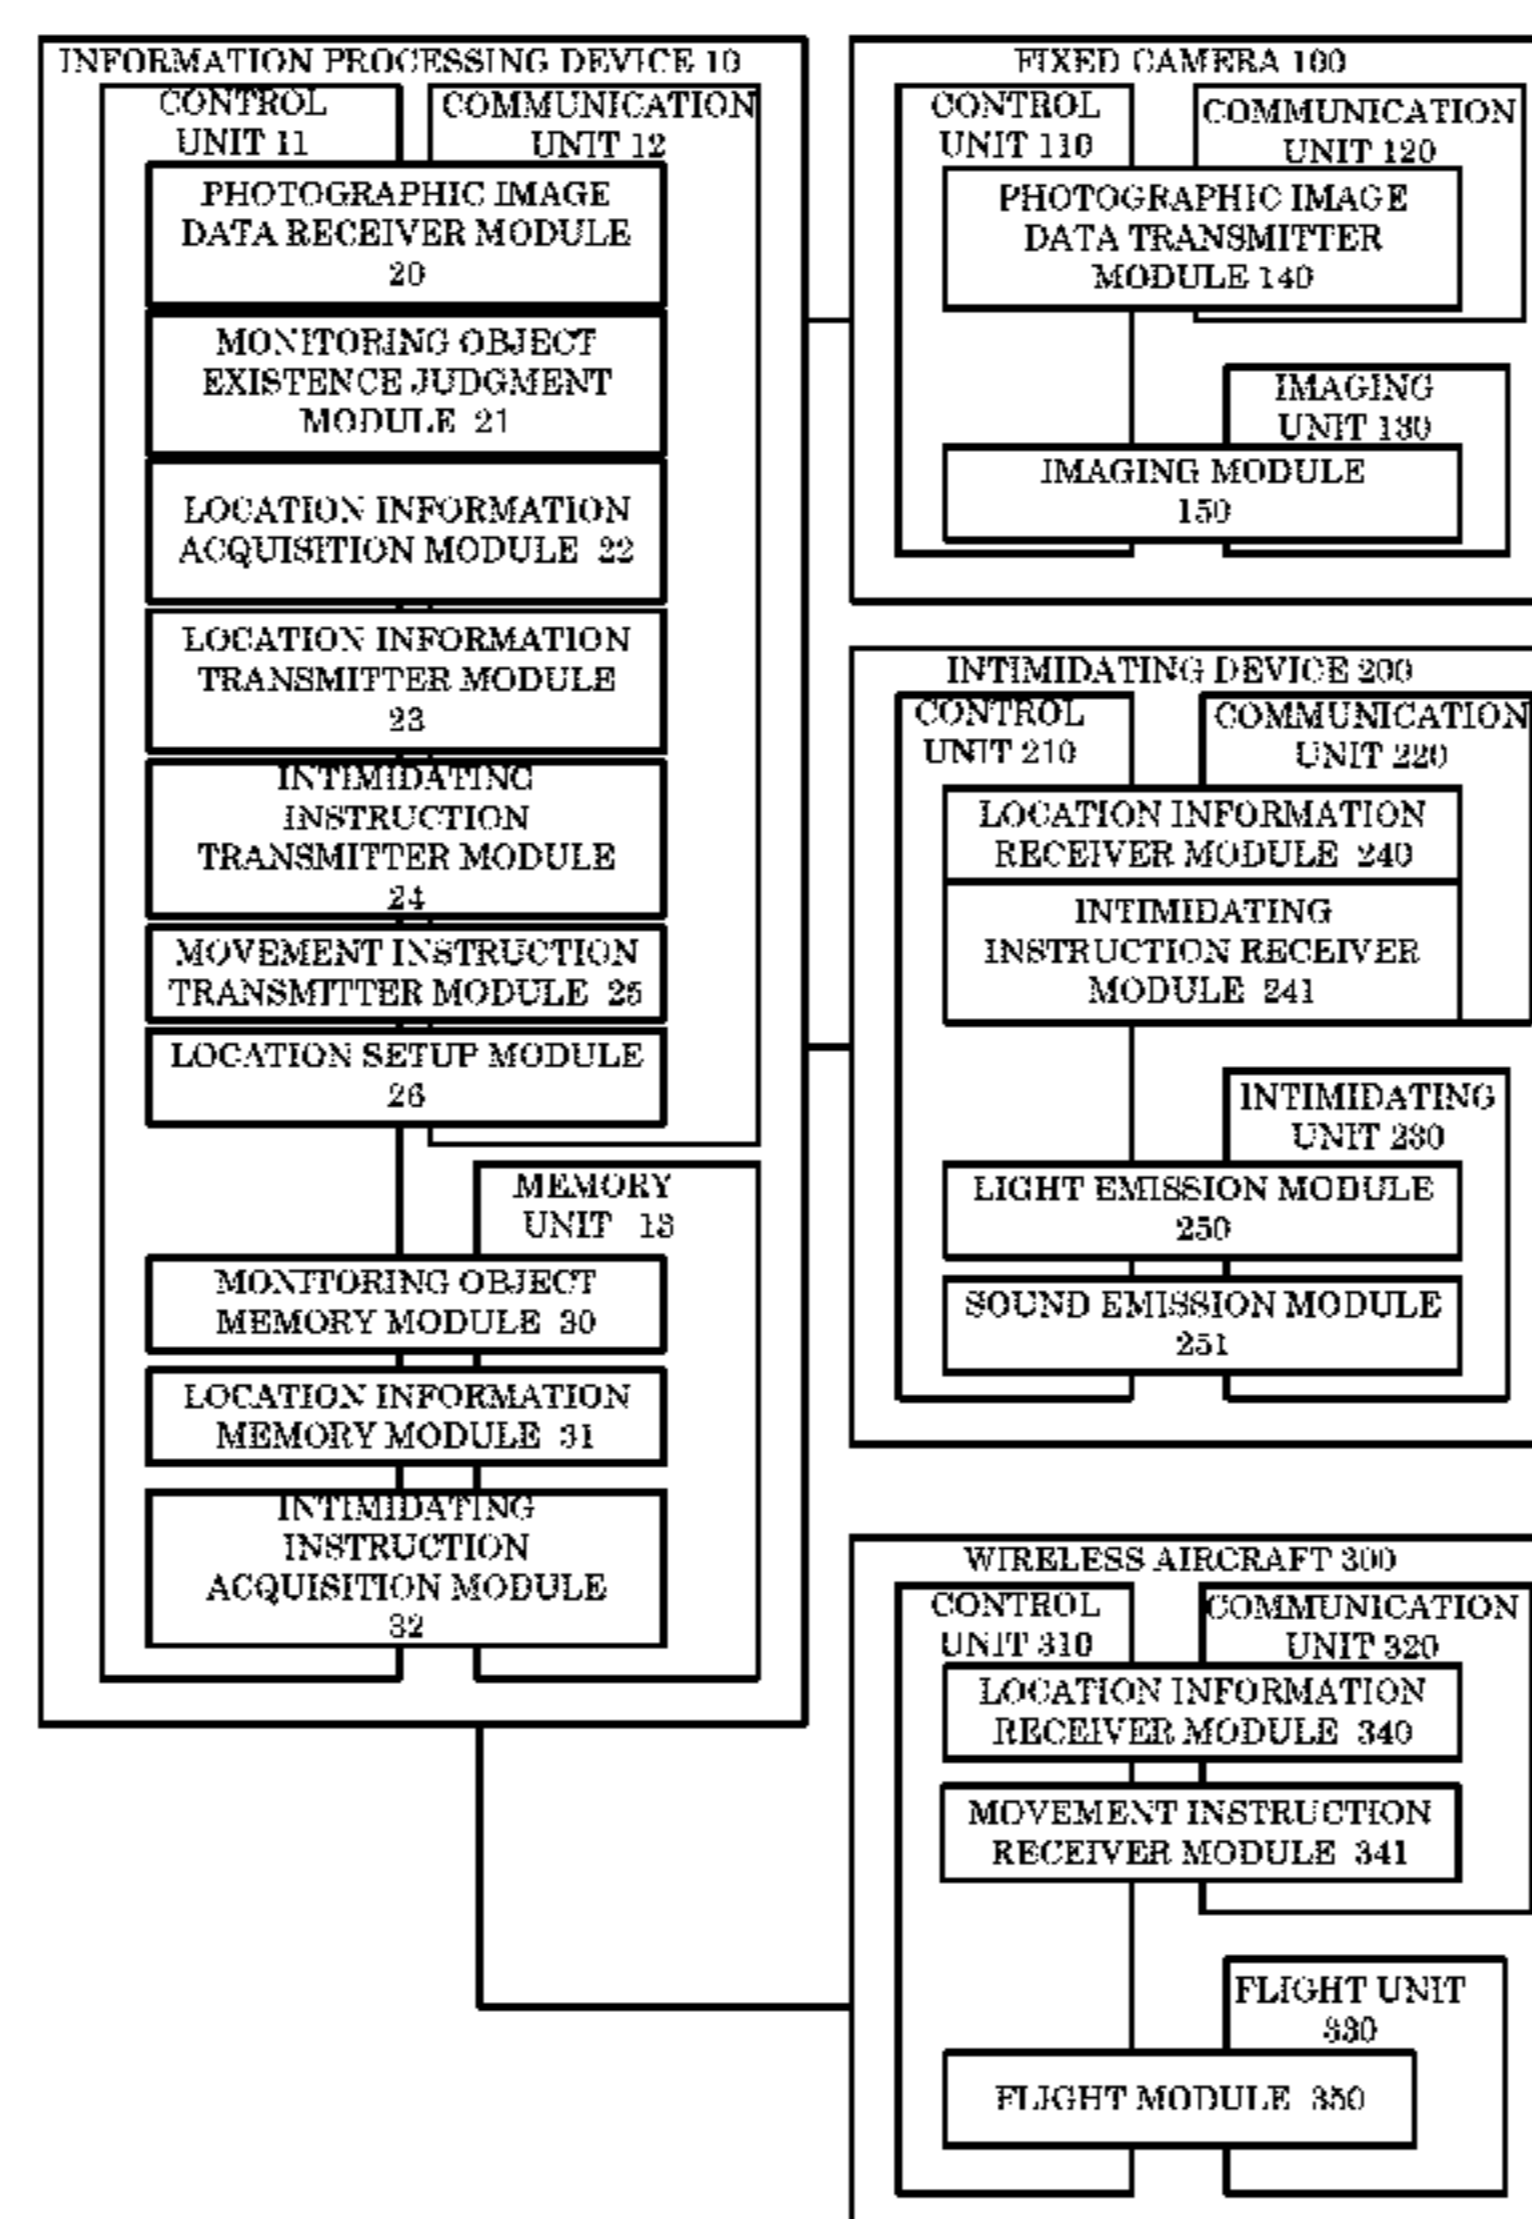 INFORMATION PROCESSING DEVICE 10
CONTROL
UNIT 11
COMMUNICATION
UNIT 12
PHOTOGRAPHIC IMAGE
DATA RECEIVER MODULE
20
MONITORING OBJECT
EXISTENCE JUDGMENT
MODULE 21
LOCATION INFORMATION
ACQUISITION MODULE 22
LOCATION INFORMATION
TRANSMITTER MODULE
23
INTIMIDATING
INSTRUCTION
TRANSMITTER MODULE
24
MOVEMENT INSTRUCTION
TRANSMITTER MODULE 25
LOCATION SETUP MODULE
26
MEMORY
UNIT 13
MONITORING OBJECT
MEMORY MODULE 30
LOCATION INFORMATION
MEMORY MODULE 31
INTIMIDATING
INSTRUCTION
ACQUISITION MODULE
32
FIXED CAMERA 100
CONTROL
UNIT 110
COMMUNICATION
UNIT 120
PHOTOGRAPHIC IMAGE
DATA TRANSMITTER
MODULE 140
IMAGING
UNIT 130
IMAGING MODULE
150
INTIMIDATING DEVICE 200
CONTROL
UNIT 210
COMMUNICATION
UNIT 220
LOCATION INFORMATION
RECEIVER MODULE 240
INTIMIDATING
INSTRUCTION RECEIVER
MODULE 241
INTIMIDATING
UNIT 230
LIGHT EMISSION MODULE
250
SOUND EMISSION MODULE
251
WIRELESS AIRCRAFT 300
CONTROL
UNIT 310
COMMUNICATION
UNIT 320
LOCATION INFORMATION
RECEIVER MODULE 340
MOVEMENT INSTRUCTION
RECEIVER MODULE 341
FLIGHT UNIT
330
FLIGHT MODULE 350